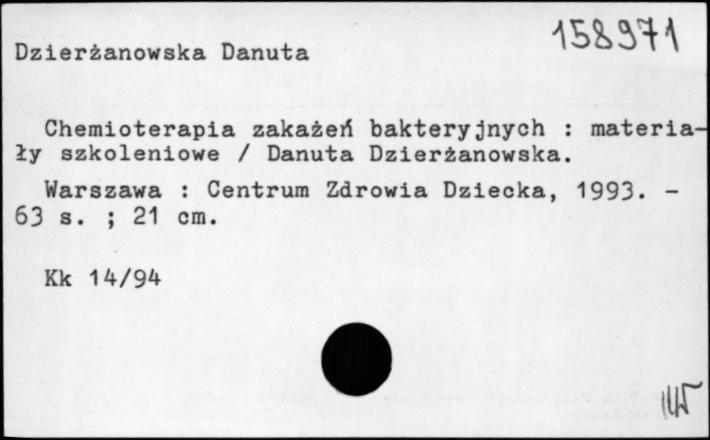 158971
Dzierżanowska Danuta
Chemioterapia zakażeń bakteryjnych : materia-
ły szkoleniowe / Danuta Dzierżanowska.
Warszawa : Centrum Zdrowia Dziecka, 1993. -
63 s. ; 21 cm.
Kk 14/94